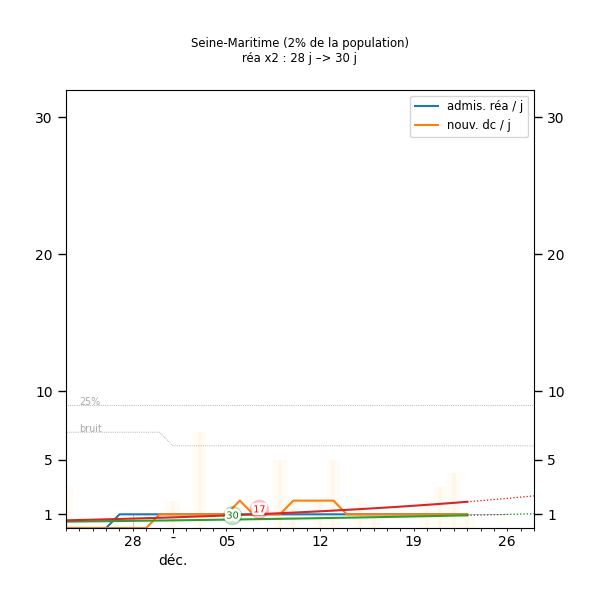 Seine-Maritime (2% de la population)
réa x2 : 28 j –> 30 j
admis. réa / j
nouv. dc / j
30 30
20 20
10 10
25%
bruit
5 5
1 1
30 17
28 - 05 12 19 26
déc.